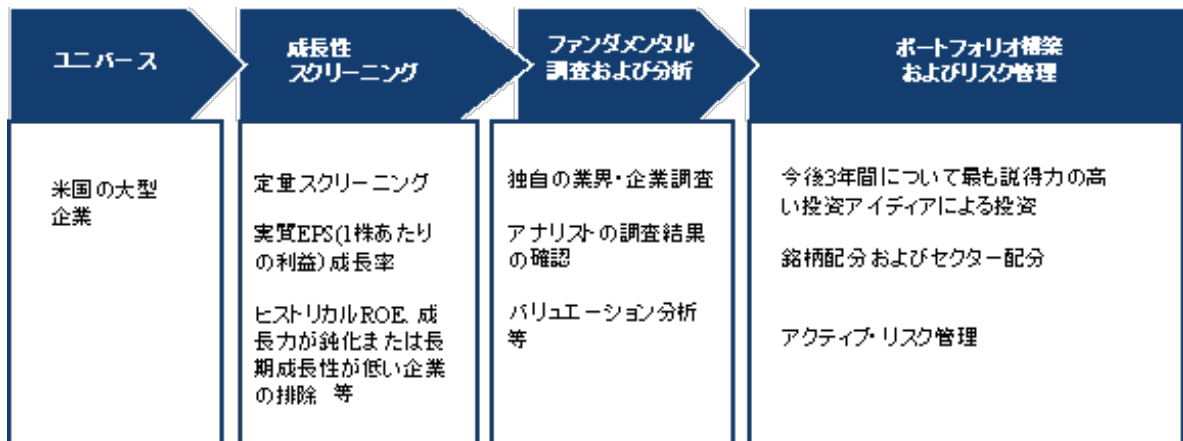 ユニバース
成長性
スクリーニング
ファンダメンタル
調査および分析
ポートフォリオ構築
およびリスク管理
米国の大型
企業
定量スクリーニング
実質EPS(1株あたり
の利益)成長率
ヒストリカルROE、成
長力が鈍化または長
期成長性が低い企業
の排除 等
独自の業界・企業調査
アナリストの調査結果
の確認
バリュエーション分析
等
今後3年間について最も説得力の高
い投資アイディアによる投資
銘柄配分およびセクター配分
アクティブ・リスク管理